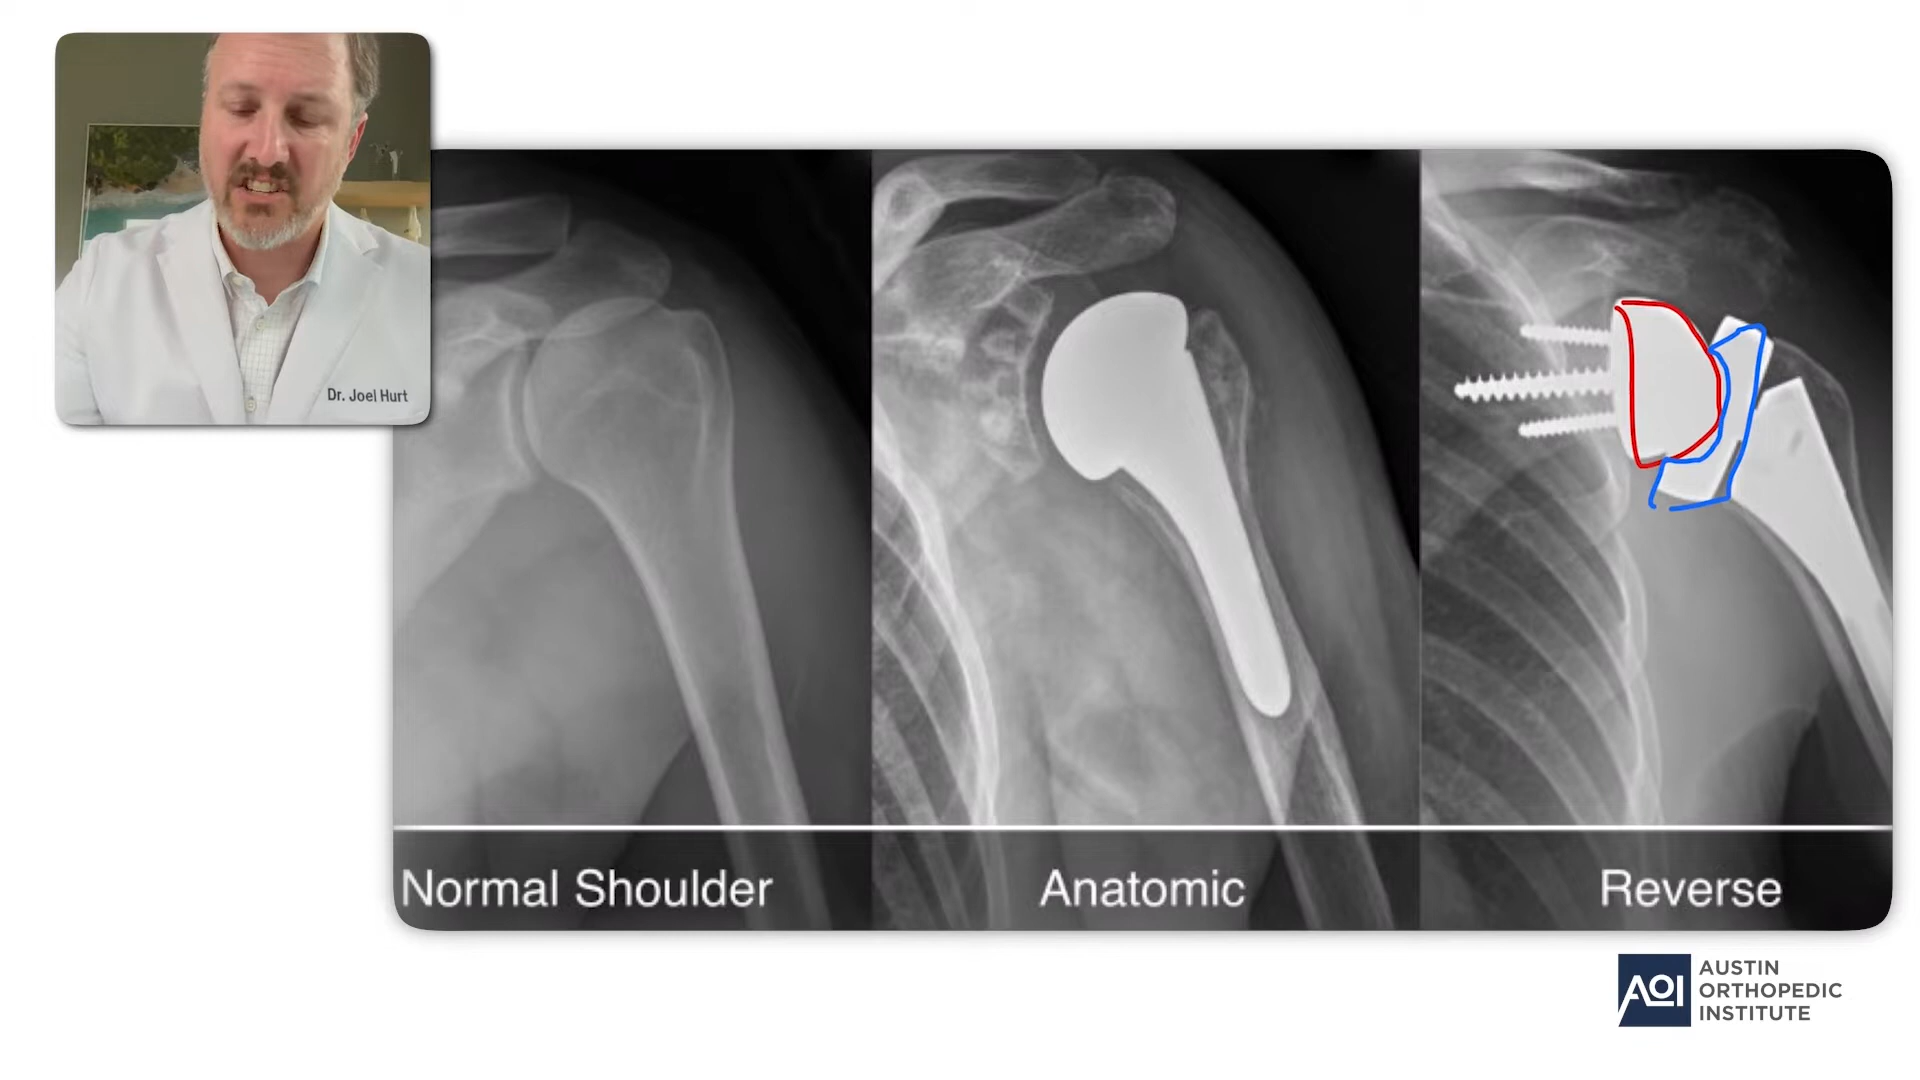 Dr. Joel Hurt
Normal Shoulder
Anatomic
Reverse
AOI
AUSTIN
ORTHOPEDIC
INSTITUTE